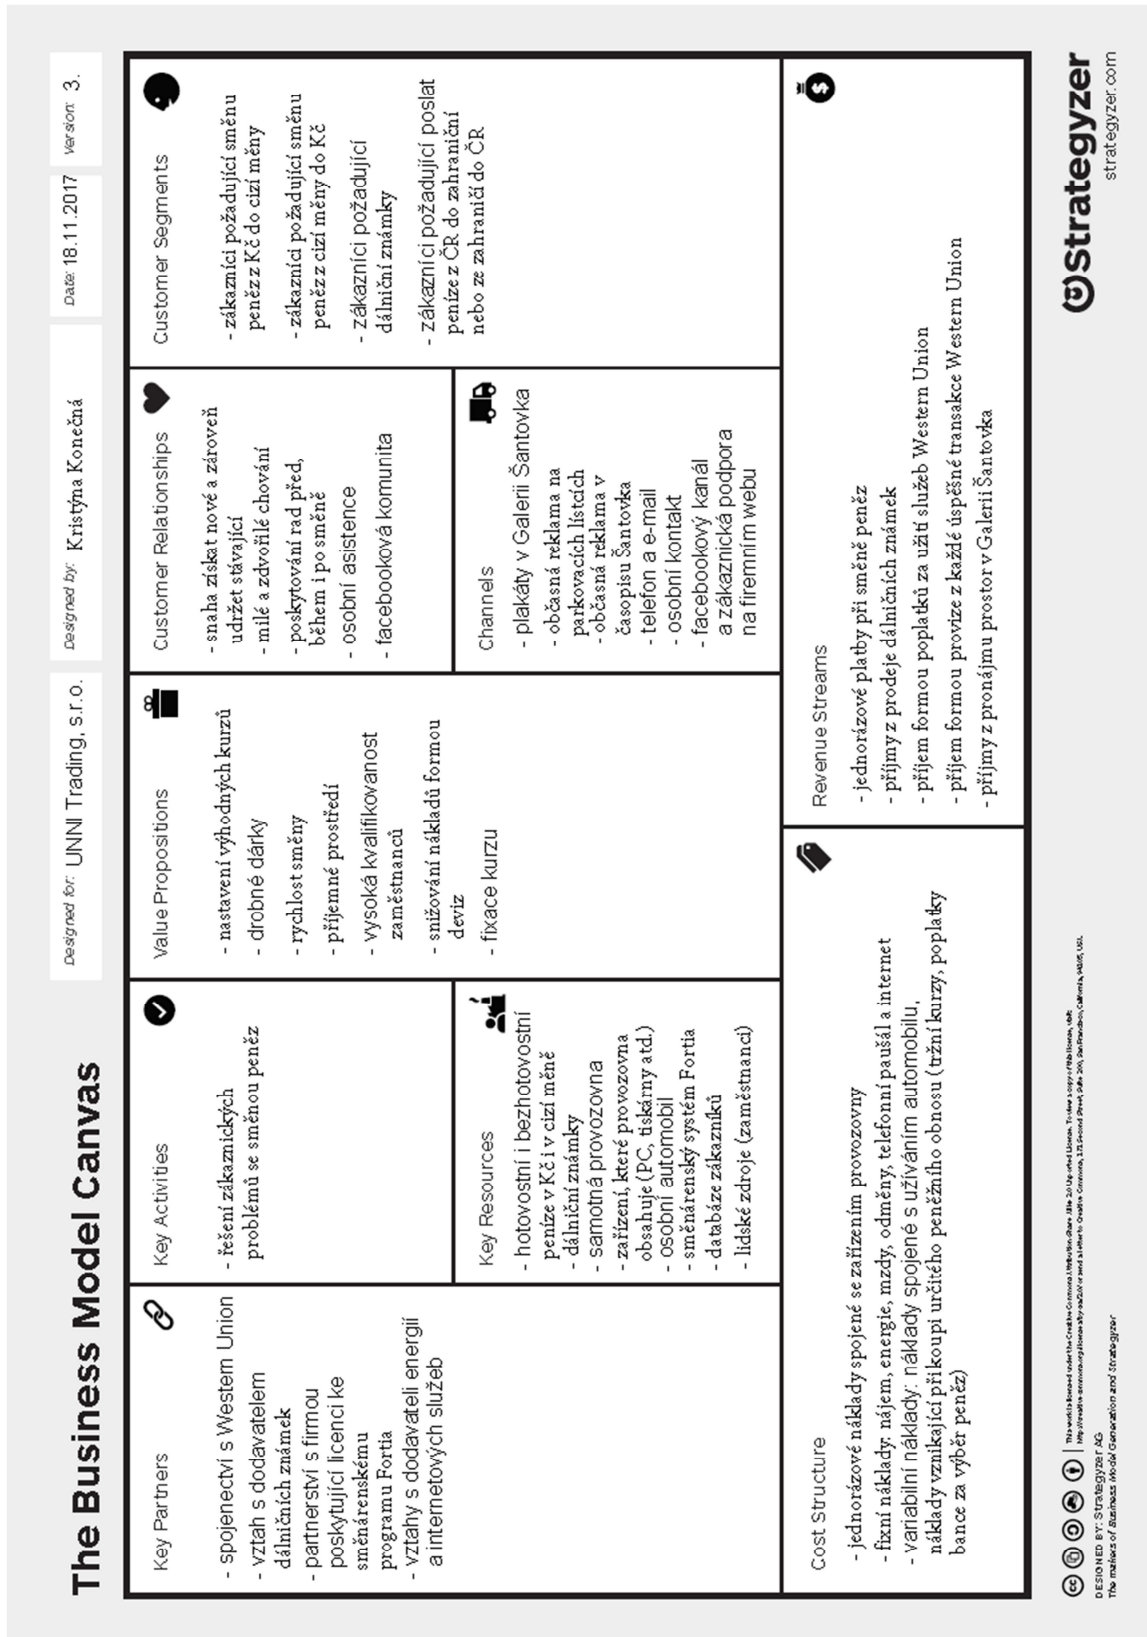 The Business Model Canvas
Designed for: UNNI Trading, s.r.o.
Designed by: Kristýna Konečná
Date: 18.11.2017
Version: 3.
Key Partners
- spojenectví s Western Union
- vztah s dodavatelem
dálničních známek
- partnerství s firmou
poskytující licenci ke
směnárenskému
programu Fortia
- vztahy s dodavateli energií
a internetových služeb
Key Activities
- řešení zákaznických
problémů se směnou peněz
Key Resources
- hotovostní i bezhotovostní
peníze v Kč i v cizí měně
- dálniční známky
- samotná provozovna
- zařízení, které provozovna
obsahuje (PC, tiskárny atd.)
- osobní automobil
- směnárenský systém Fortia
- databáze zákazníků
- lidské zdroje (zaměstnanci)
Value Propositions
- nastavení výhodných kurzů
- drobné dárky
- rychlost směny
- příjemné prostředí
- vysoká kvalifikovanost
zaměstnanců
- snižování nákladů formou
deviz
- fixace kurzu
Customer Relationships
- snaha získat nové a zároveň
udržet stávající
- milé a zdvořilé chování
- poskytování rad před,
během i po směně
- osobní asistence
- facebooková komunita
Channels
- plakáty v Galerii Šantovka
- občasná reklama na
parkovacích lístcích
- občasná reklama v
časopisu Šantovka
- telefon a e-mail
- osobní kontakt
- facebookový kanál
a zákaznická podpora
na firemním webu
Customer Segments
- zákazníci požadující směnu
peněz z Kč do cizí měny
- zákazníci požadující směnu
peněz z cizí měny do Kč
- zákazníci požadující
dálniční známky
- zákazníci požadující poslat
peníze z ČR do zahraniční
nebo ze zahraničí do ČR
Cost Structure
- jednorázové náklady spojené se zařízením provozovny
- fixní náklady: nájem, energie, mzdy, odměny, telefonní paušál a internet
- variabilní náklady: náklady spojené s užíváním automobilu,
náklady vznikající při koupi určitého peněžního obnosu (tržní kurzy, poplatky
bance za výběr peněz)
Revenue Streams
- jednorázové platby při směně peněz
- příjmy z prodeje dálničních známek
- příjem formou poplatků za užití služeb Western Union
- příjem formou provize z každé úspěšné transakce Western Union
- příjmy z pronájmu prostor v Galerii Šantovka
DESIGNED BY: Strategyzer AG
The makers of Business Model Generation and Strategyzer
Strategyzer
strategyzer.com